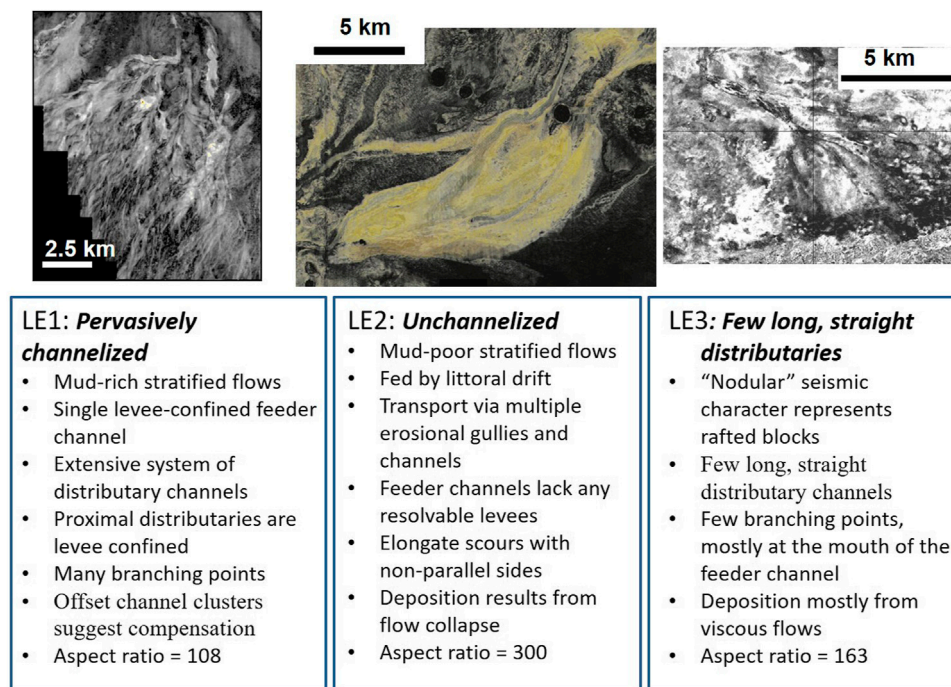 5 km
5 km
2.5 km
LE1: Pervasively
channelized
• Mud-rich stratified flows
• Single levee-confined feeder
channel
• Extensive system of
distributary channels
• Proximal distributaries are
levee confined
• Many branching points
• Offset channel clusters
suggest compensation
• Aspect ratio = 108
LE2: Unchannelized
• Mud-poor stratified flows
• Fed by littoral drift
• Transport via multiple
erosional gullies and
channels
• Feeder channels lack any
resolvable levees
• Elongate scours with
non-parallel sides
• Deposition results from
flow collapse
• Aspect ratio = 300
LE3: Few long, straight
distributaries
• “Nodular” seismic
character represents
rafted blocks
• Few long, straight
distributary channels
• Few branching points,
mostly at the mouth of the
feeder channel
• Deposition mostly from
viscous flows
• Aspect ratio = 163